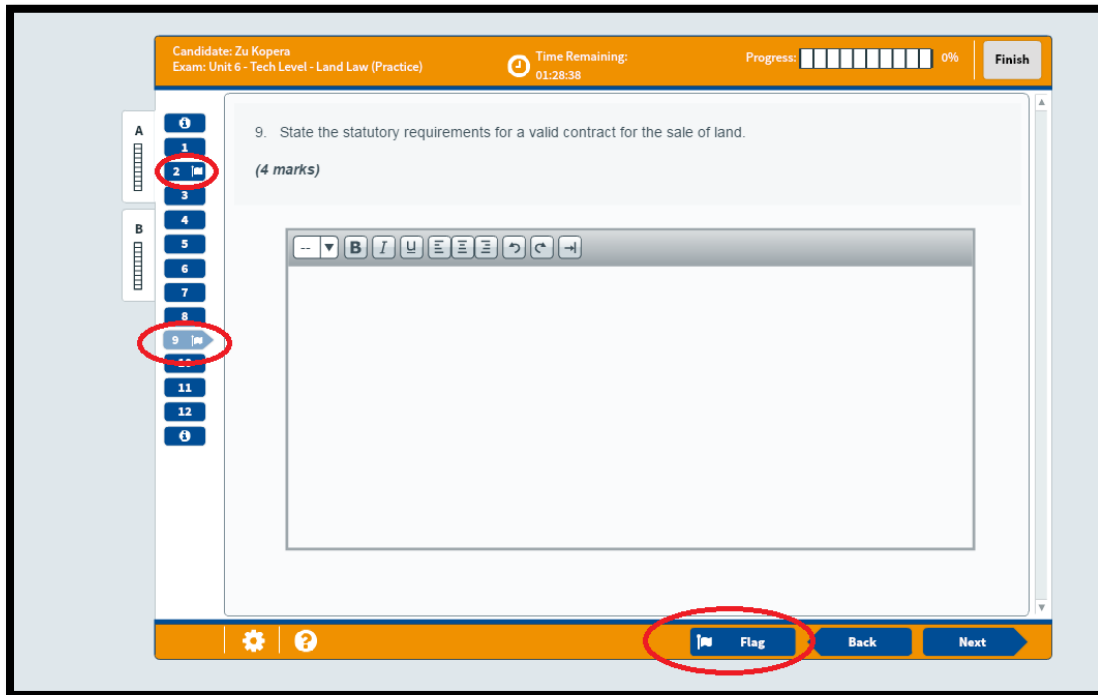 Candidate: Zu Kopera
Exam: Unit 6 - Tech Level - Land Law (Practice)
Time Remaining:
01:28:38
Progress:
0%
Finish
A
B
1
2
3
4
5
6
7
8
9
10
11
12
9. State the statutory requirements for a valid contract for the sale of land.
(4 marks)
--
B I U
Flag
Back
Next